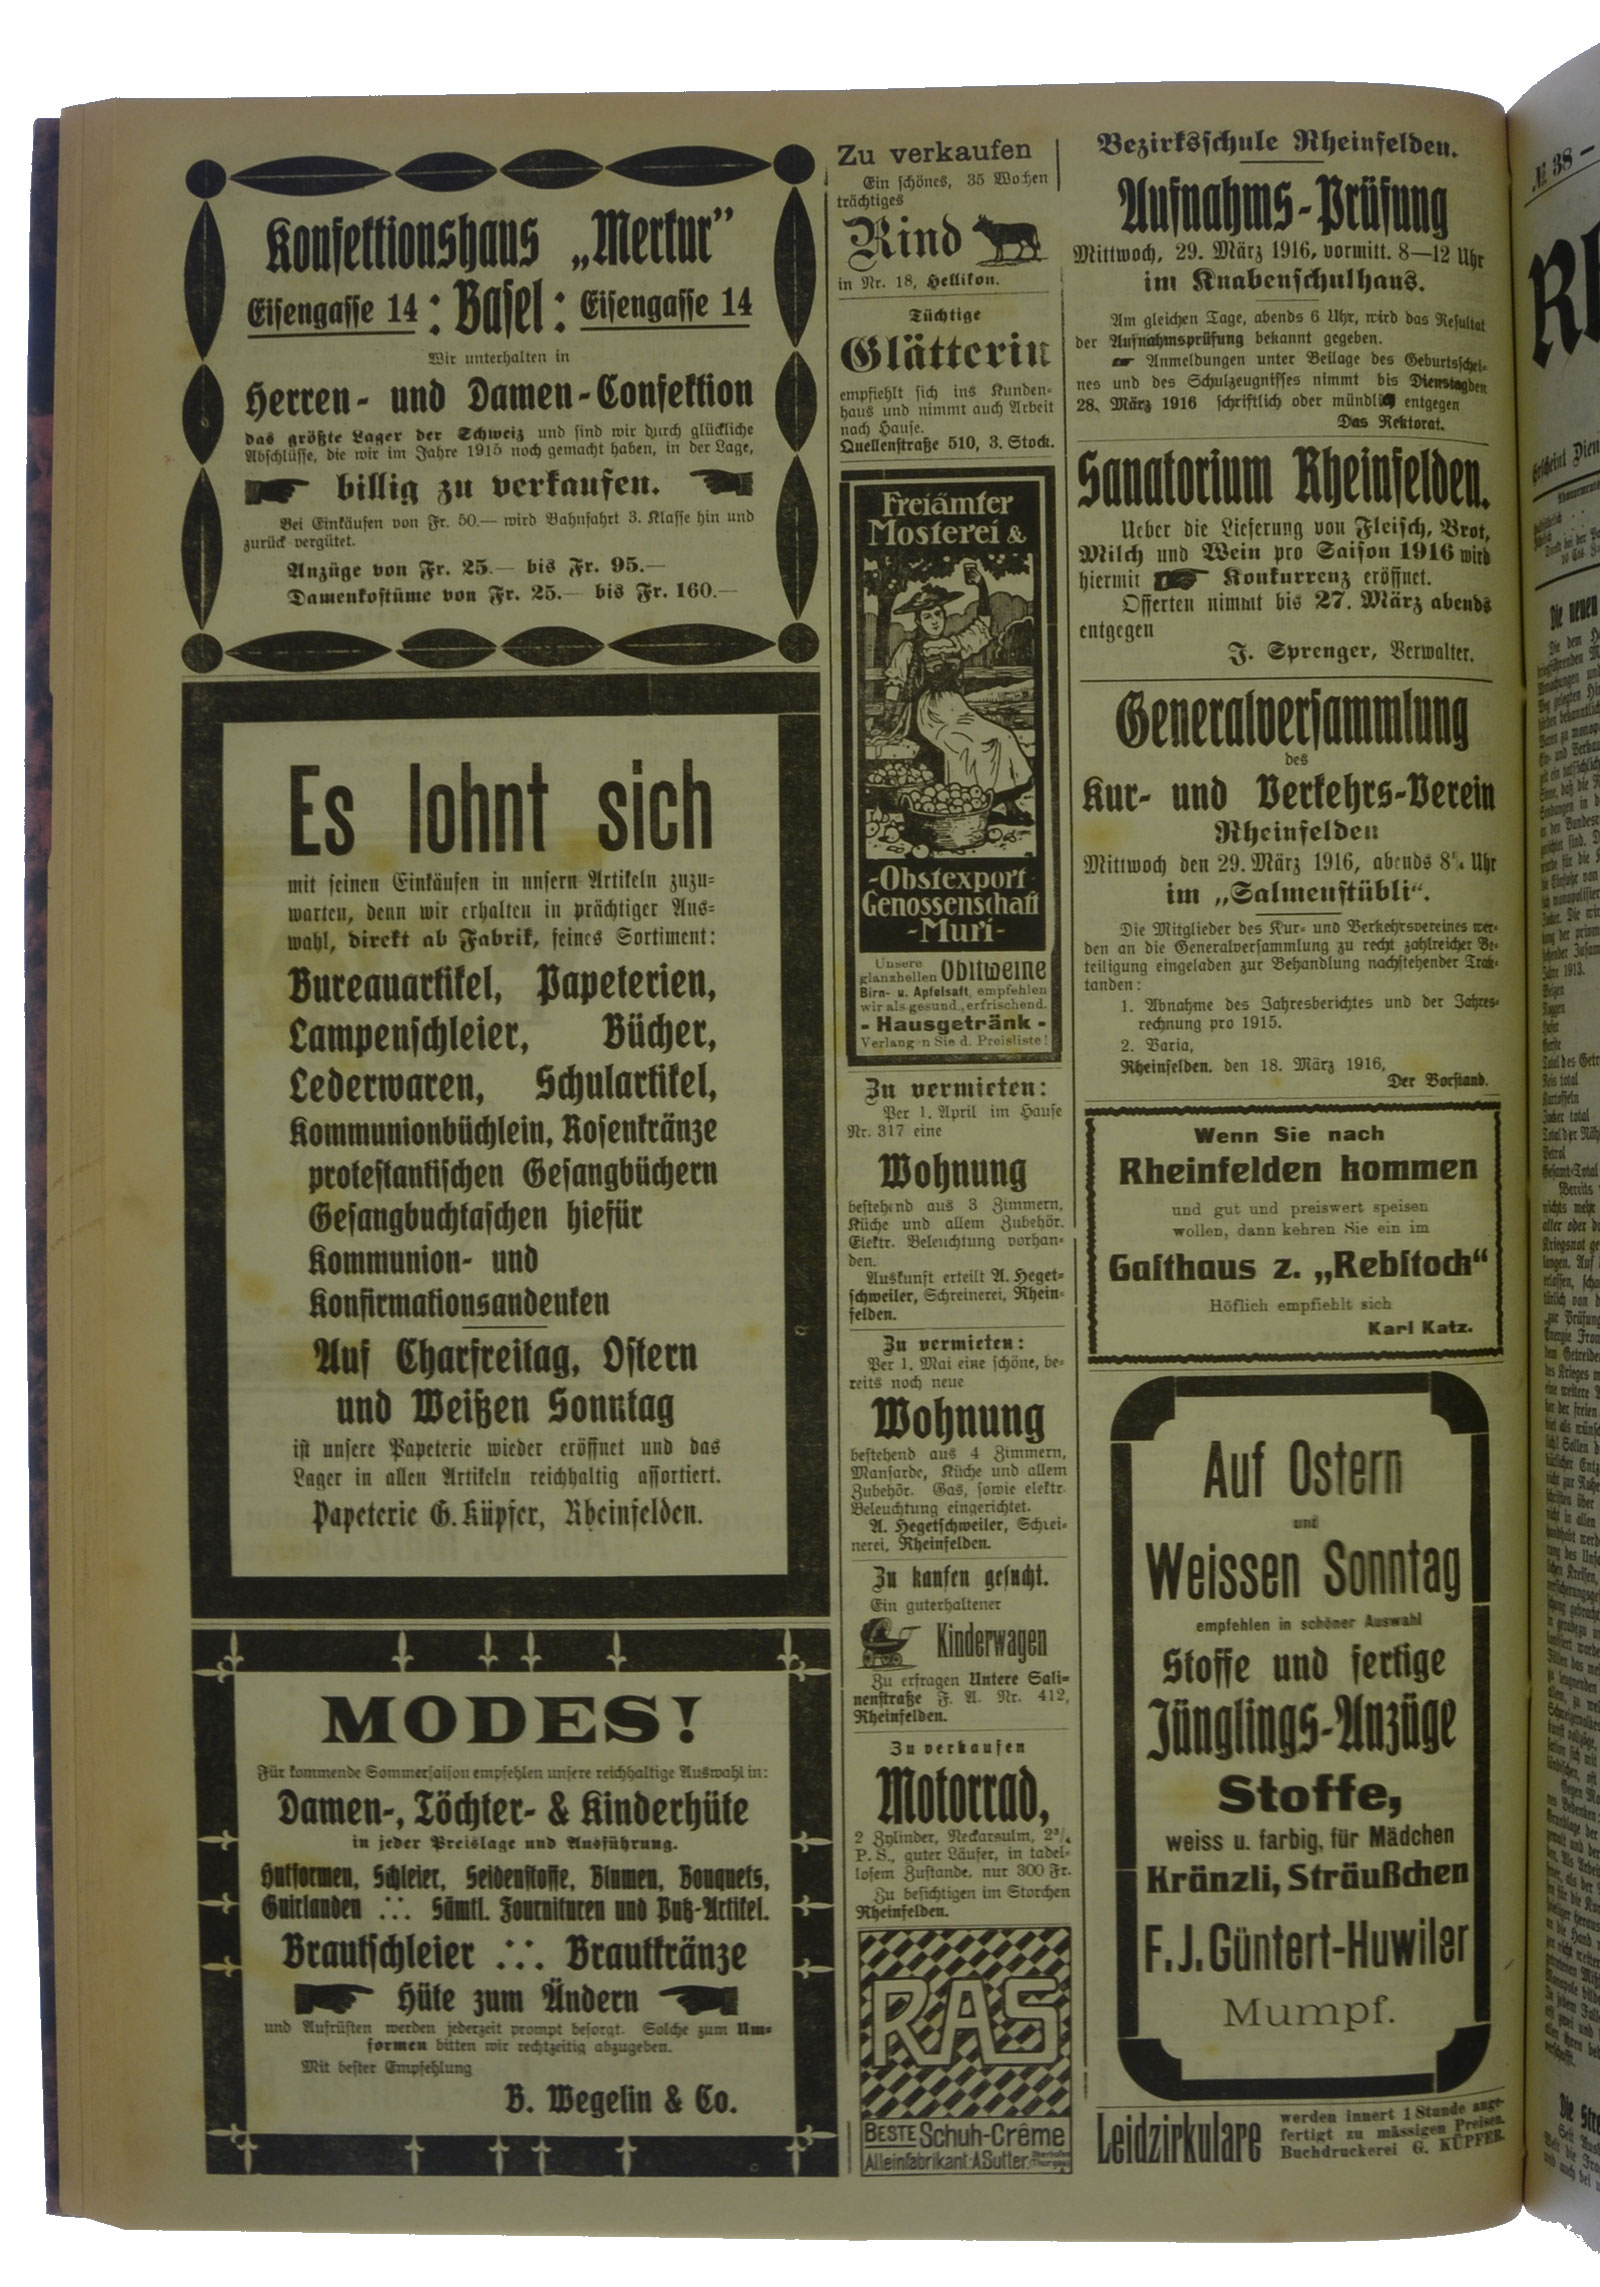 Konfektionshaus „Merkur"
Eisengasse 14 : Basel : Eisengasse 14
Wir unterhalten in
Herren- und Damen-Confektion
das größte Lager der Schweiz und sind wir durch glückliche
Abschlüsse, die wir im Jahre 1915 noch gemacht haben, in der Lage,
billig zu verkaufen.
Bei Einkäufen von Fr. 50.— wird Bahnfahrt 3. Klasse hin und
zurück vergütet.
Anzüge von Fr. 25.— bis Fr. 95.—
Damenkostüme von Fr. 25.— bis Fr. 160.—
Es lohnt sich
mit seinen Einkäufen in unsern Artikeln zuzu-
warten, denn wir erhalten in prächtiger Aus-
wahl, direkt ab Fabrik, feines Sortiment:
Bureauartikel, Papeterien,
Lampenschleier, Bücher,
Lederwaren, Schulartikel,
Kommunionbüchlein, Rosenkränze
protestantischen Gesangbüchern
Gesangbuchtaschen hiefür
Kommunion- und
Konfirmationsandenken
Auf Charfreitag, Ostern
und Weißen Sonntag
ist unsere Papeterie wieder eröffnet und das
Lager in allen Artikeln reichhaltig assortiert.
Papeterie G. Küpfer, Rheinfelden.
MODES!
Für kommende Sommersaison empfehlen unsere reichhaltige Auswahl in:
Damen-, Töchter- & Kinderhüte
in jeder Preislage und Ausführung.
Hutformen, Schleier, Seidenstoffe, Blumen, Bouquets,
Guirlanden ∴ Sämtl. Fournituren und Putz-Artikel.
Brautschleier ∴ Brautkränze
Hüte zum Ändern
und Aufrüsten werden jederzeit prompt besorgt. Solche zum Um-
formen bitten wir rechtzeitig abzugeben.
Mit bester Empfehlung
B. Wegelin & Co.
Zu verkaufen
Ein schönes, 35 Wochen
trächtiges
Rind
in Nr. 18, Hellikon.
Tüchtige
Glätterin
empfiehlt sich ins Kunden-
haus und nimmt auch Arbeit
nach Hause.
Quellenstraße 510, 3. Stock.
Freiämter
Mosterei &
-Obstexport-
Genossenschaft
-Muri-
Unsere
glanzhellen Obstweine
Birn- u. Apfelsaft, empfehlen
wir als gesund., erfrischend.
- Hausgetränk -
Verlangen Sie d. Preisliste!
Zu vermieten:
Per 1. April im Hause
Nr. 317 eine
Wohnung
bestehend aus 3 Zimmern,
Küche und allem Zubehör.
Elektr. Beleuchtung vorhan-
den.
Auskunft erteilt A. Heget-
schweiler, Schreinerei, Rhein-
felden.
Zu vermieten:
Per 1. Mai eine schöne, be-
reits noch neue
Wohnung
bestehend aus 4 Zimmern,
Mansarde, Küche und allem
Zubehör. Gas, sowie elektr.
Beleuchtung eingerichtet.
A. Hegetschweiler, Schrei-
nerei, Rheinfelden.
Zu kaufen gesucht.
Ein guterhaltener
Kinderwagen
Zu erfragen Untere Sali-
nenstraße F. A. Nr. 412,
Rheinfelden.
Zu verkaufen
Motorrad,
2 Zylinder, Neckarsulm, 2¾
P. S., guter Läufer, in tadel-
losem Zustande, nur 300 Fr.
Zu besichtigen im Storchen
Rheinfelden.
RAS
BESTE Schuh-Crême
Alleinfabrikant: A. Sutter, Oberhofen Thurgau
Bezirksschule Rheinfelden.
Aufnahms-Prüfung
Mittwoch, 29. März 1916, vormitt. 8—12 Uhr
im Knabenschulhaus.
Am gleichen Tage, abends 6 Uhr, wird das Resultat
der Aufnahmsprüfung bekannt gegeben.
Anmeldungen unter Beilage des Geburtsschei-
nes und des Schulzeugnisses nimmt bis Dienstag den
28. März 1916 schriftlich oder mündlich entgegen
Das Rektorat.
Sanatorium Rheinfelden.
Ueber die Lieferung von Fleisch, Brot,
Milch und Wein pro Saison 1916 wird
hiermit Konkurrenz eröffnet.
Offerten nimmt bis 27. März abends
entgegen
J. Sprenger, Verwalter.
Generalversammlung
des
Kur- und Verkehrs-Verein
Rheinfelden
Mittwoch den 29. März 1916, abends 8¼ Uhr
im „Salmenstübli".
Die Mitglieder des Kur- und Verkehrsvereines wer-
den an die Generalversammlung zu recht zahlreicher Be-
teiligung eingeladen zur Behandlung nachstehender Trak-
tanden:
1. Abnahme des Jahresberichtes und der Jahres-
rechnung pro 1915.
2. Varia,
Rheinfelden, den 18. März 1916,
Der Vorstand.
Wenn Sie nach
Rheinfelden kommen
und gut und preiswert speisen
wollen, dann kehren Sie ein im
Gasthaus z. „Rebstock"
Höflich empfiehlt sich
Karl Katz.
Auf Ostern
und
Weissen Sonntag
empfehlen in schöner Auswahl
Stoffe und fertige
Jünglings-Anzüge
Stoffe,
weiss u. farbig, für Mädchen
Kränzli, Sträußchen
F. J. Güntert-Huwiler
Mumpf.
Leidzirkulare werden innert 1 Stunde ange-
fertigt zu mässigen Preisen.
Buchdruckerei G. KÜPFER.
№ 38 —